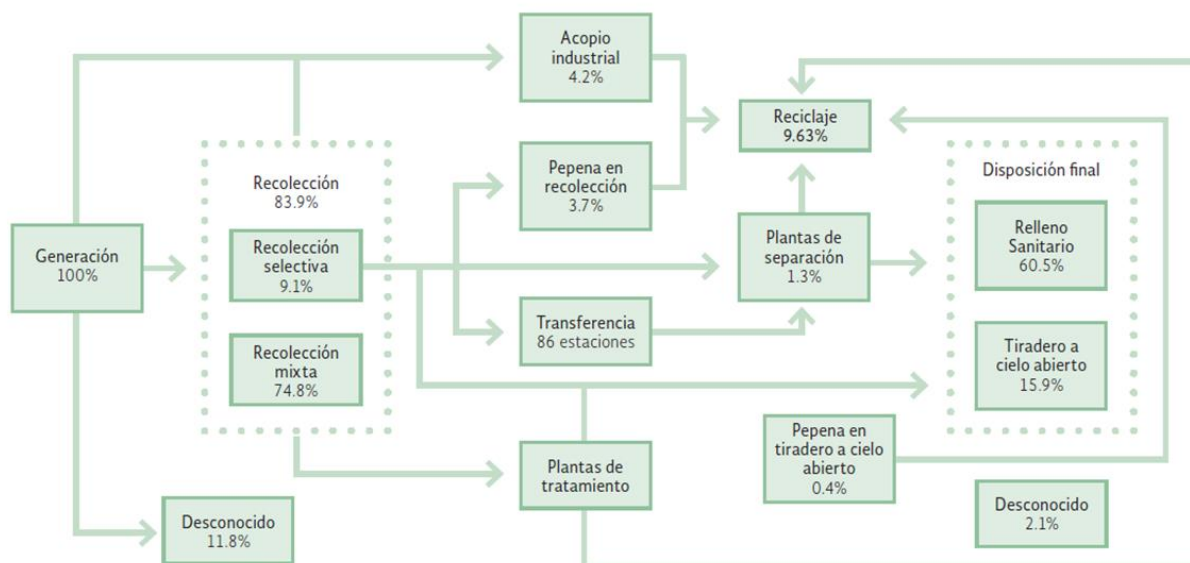 Generación
100%
Recolección
83.9%
Recolección
selectiva
9.1%
Recolección
mixta
74.8%
Desconocido
11.8%
Acopio
industrial
4.2%
Pepena en
recolección
3.7%
Transferencia
86 estaciones
Plantas de
tratamiento
Reciclaje
9.63%
Plantas de
separación
1.3%
Pepena en
tiradero a cielo
abierto
0.4%
Disposición final
Relleno
Sanitario
60.5%
Tiradero a
cielo abierto
15.9%
Desconocido
2.1%